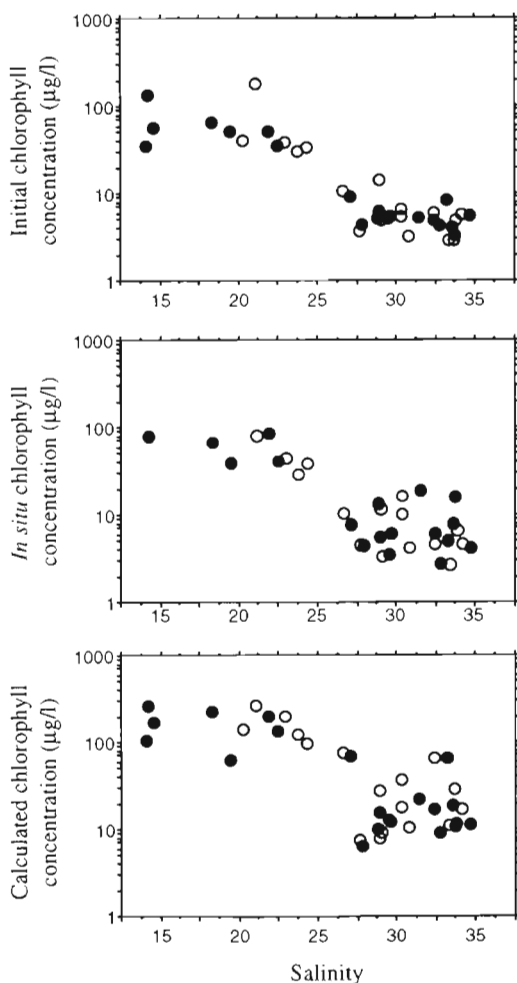 Initial chlorophyll
concentration (µg/l)
1000
100
10
1
15 20 25 30 35
In situ chlorophyll
concentration (µg/l)
1000
100
10
1
15 20 25 30 35
Calculated chlorophyll
concentration (µg/l)
1000
100
10
1
15 20 25 30 35
Salinity